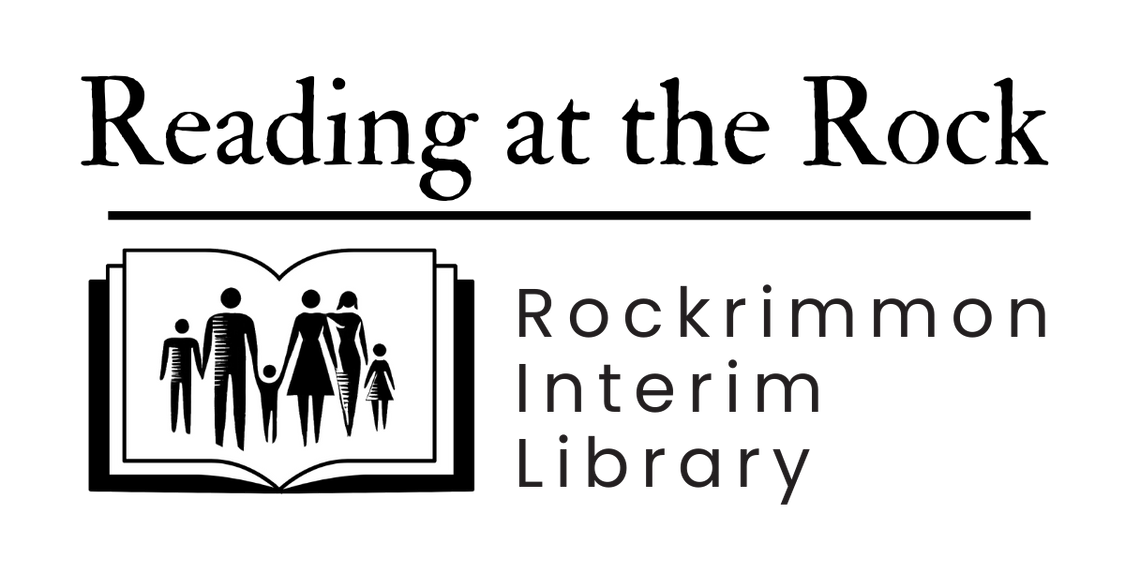 Reading at the Rock
Rockrimmon
Interim
Library